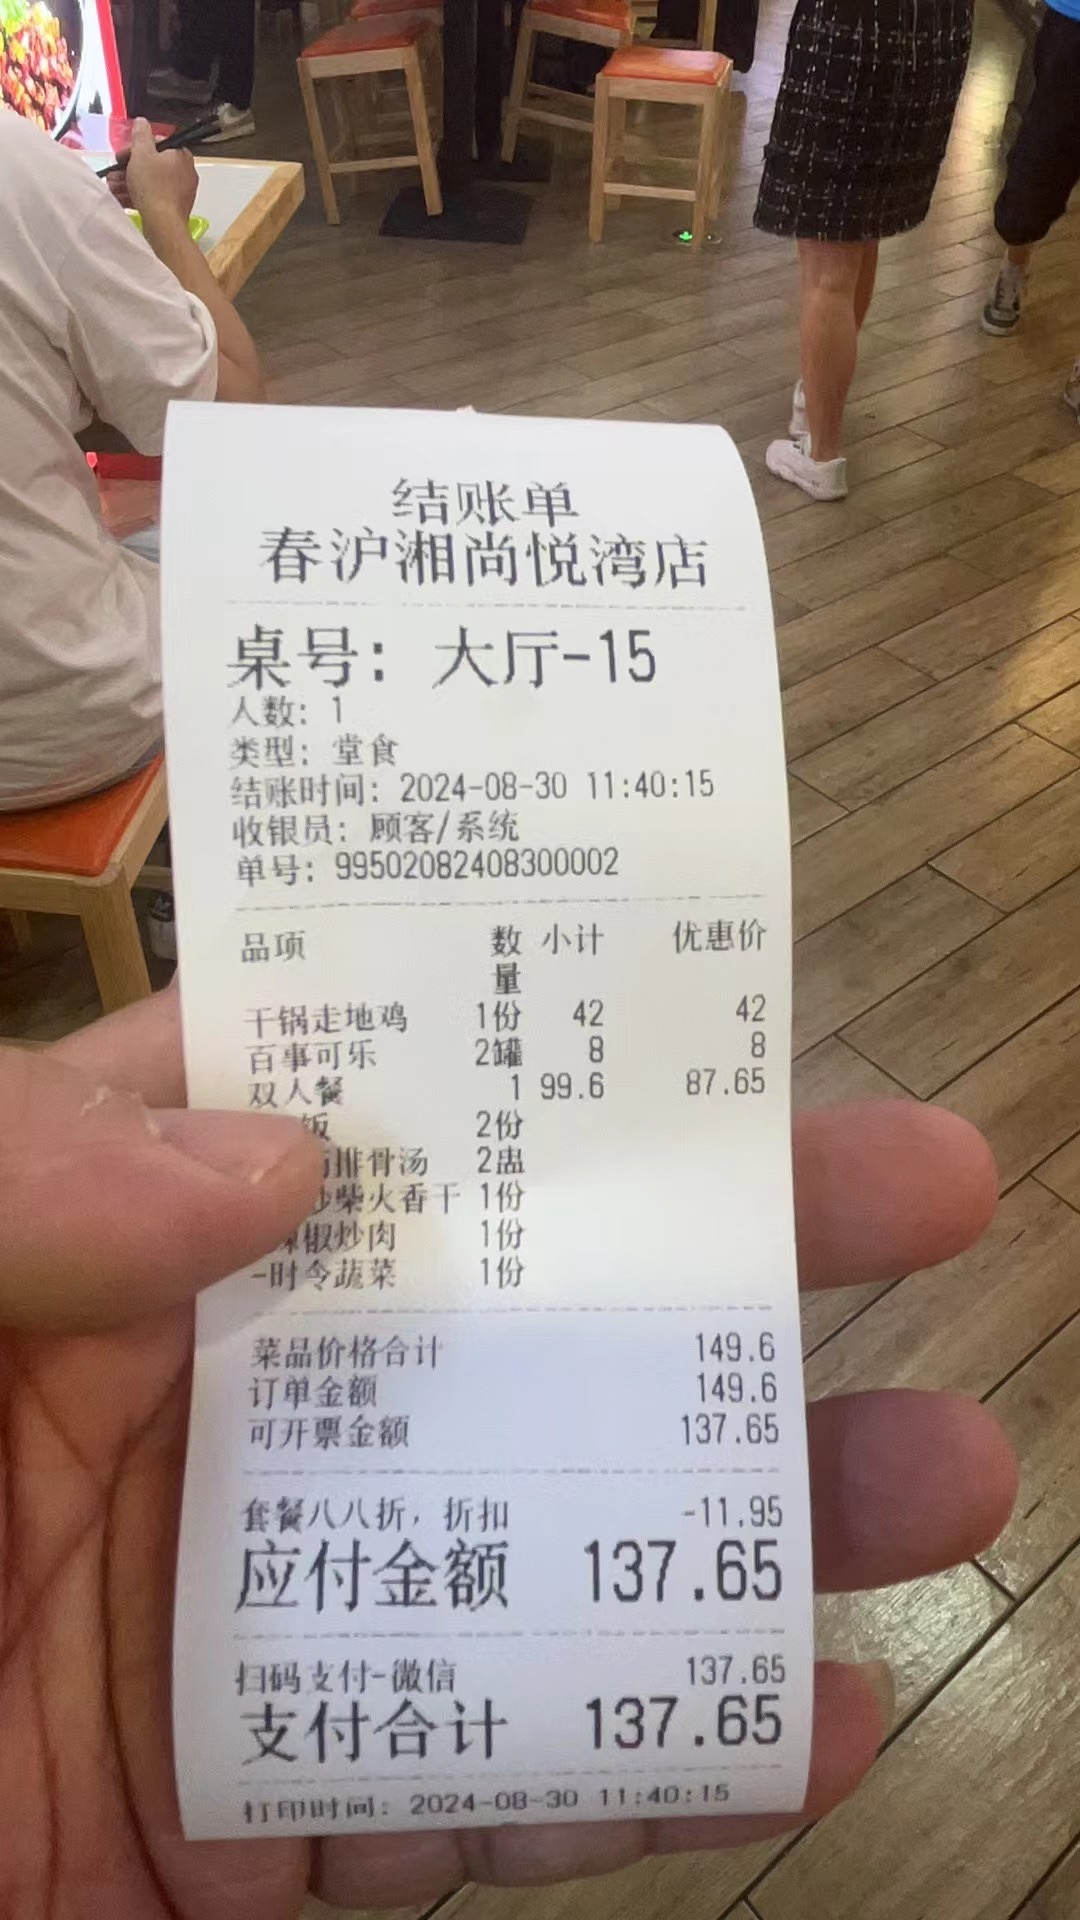 结账单
春沪湘尚悦湾店
桌号: 大厅-15
人数: 1
类型: 堂食
结账时间: 2024-08-30 11:40:15
收银员: 顾客/系统
单号: 99502082408300002
品项 数量 小计 优惠价
干锅走地鸡 1份 42 42
百事可乐 2罐 8 8
双人餐 1 99.6 87.65
饭 2份
排骨汤 2盅
炒柴火香干 1份
辣椒炒肉 1份
-时令蔬菜 1份
菜品价格合计 149.6
订单金额 149.6
可开票金额 137.65
套餐八八折，折扣 -11.95
应付金额 137.65
扫码支付-微信 137.65
支付合计 137.65
打印时间: 2024-08-30 11:40:15